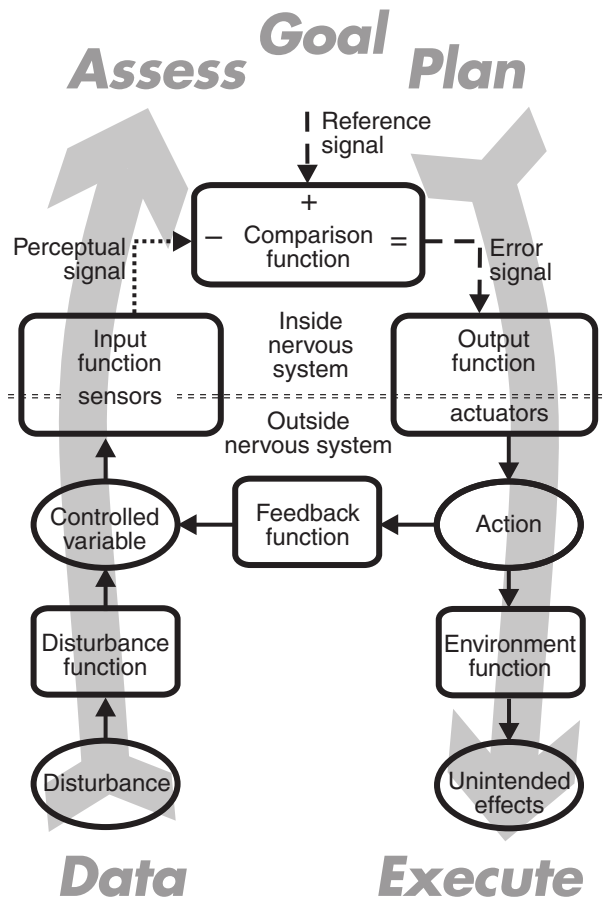 Goal
Assess
Plan
Reference
signal
+
− Comparison =
function
Perceptual
signal
Error
signal
Input
function
sensors
Inside
nervous
system
Output
function
actuators
Outside
nervous system
Controlled
variable
Feedback
function
Action
Disturbance
function
Environment
function
Disturbance
Unintended
effects
Data
Execute